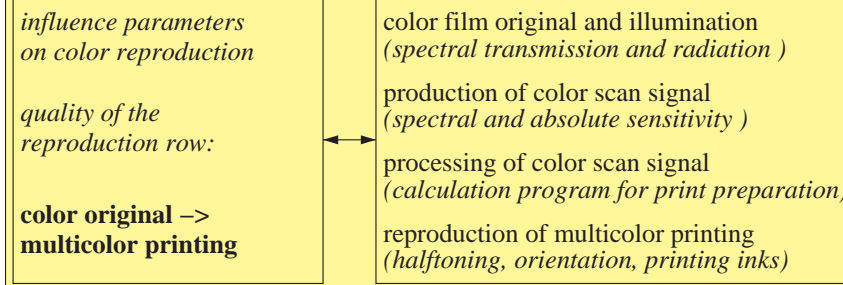 influence parameters
on color reproduction
quality of the
reproduction row:
color original –>
multicolor printing
color film original and illumination
(spectral transmission and radiation )
production of color scan signal
(spectral and absolute sensitivity )
processing of color scan signal
(calculation program for print preparation)
reproduction of multicolor printing
(halftoning, orientation, printing inks)